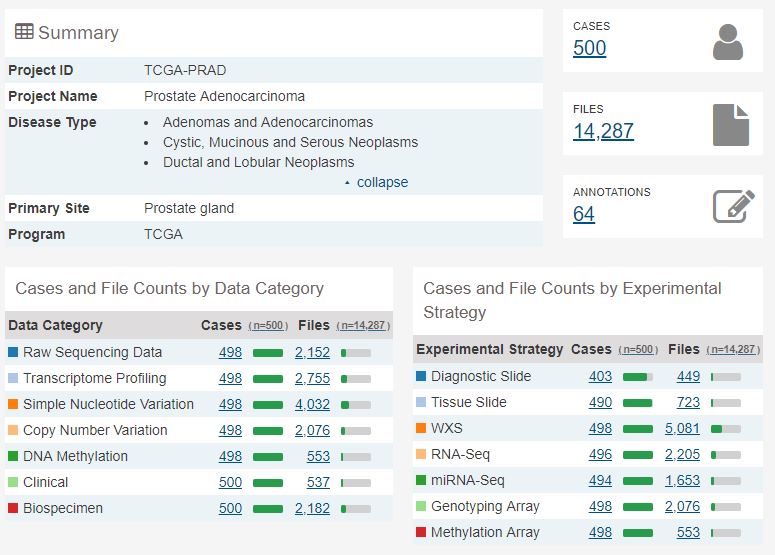 Summary
Project ID TCGA-PRAD
Project Name Prostate Adenocarcinoma
Disease Type • Adenomas and Adenocarcinomas
• Cystic, Mucinous and Serous Neoplasms
• Ductal and Lobular Neoplasms
collapse
Primary Site Prostate gland
Program TCGA
CASES
500
FILES
14,287
ANNOTATIONS
64
Cases and File Counts by Data Category
Data Category Cases (n=500) Files (n=14,287)
Raw Sequencing Data 498 2,152
Transcriptome Profiling 498 2,755
Simple Nucleotide Variation 498 4,032
Copy Number Variation 498 2,076
DNA Methylation 498 553
Clinical 500 537
Biospecimen 500 2,182
Cases and File Counts by Experimental
Strategy
Experimental Strategy Cases (n=500) Files (n=14,287)
Diagnostic Slide 403 449
Tissue Slide 490 723
WXS 498 5,081
RNA-Seq 496 2,205
miRNA-Seq 494 1,653
Genotyping Array 498 2,076
Methylation Array 498 553